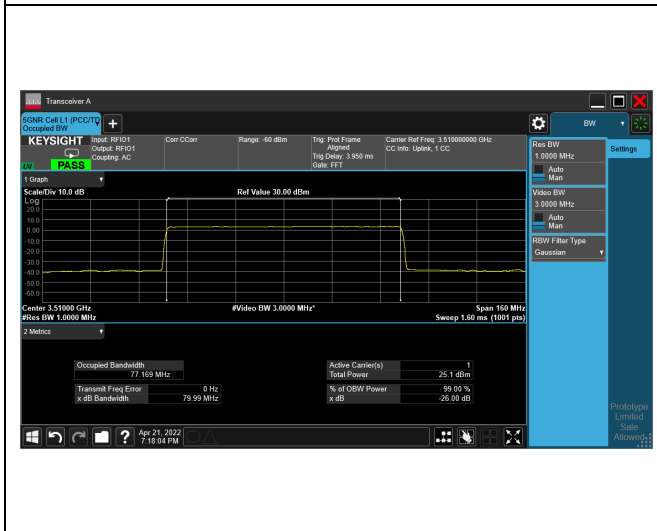 Transceiver A
5GNR Cell L1 (PCC/TD
Occupied BW
BW
KEYSIGHT
Input: RFIO1
Output: RFIO1
Coupling: AC
Corr CCorr
Range: -60 dBm
Trig: Prot Frame
Aligned
Trig Delay: 3.950 ms
Gate: FFT
Carrier Ref Freq: 3.510000000 GHz
CC Info: Uplink, 1 CC
PASS
Res BW
1.0000 MHz
Auto
Man
Settings
Video BW
3.0000 MHz
Auto
Man
RBW Filter Type
Gaussian
1 Graph
Scale/Div 10.0 dB
Ref Value 30.00 dBm
Log
20.0
10.0
0.00
-10.0
-20.0
-30.0
-40.0
-50.0
-60.0
Center 3.51000 GHz
#Video BW 3.0000 MHz*
Span 160 MHz
#Res BW 1.0000 MHz
Sweep 1.60 ms (1001 pts)
2 Metrics
Occupied Bandwidth
77.169 MHz
Active Carrier(s) 1
Total Power 25.1 dBm
Transmit Freq Error 0 Hz
x dB Bandwidth 79.99 MHz
% of OBW Power 99.00 %
x dB -26.00 dB
Apr 21, 2022
7:18:04 PM
Prototype
Limited
Sale
Allowed